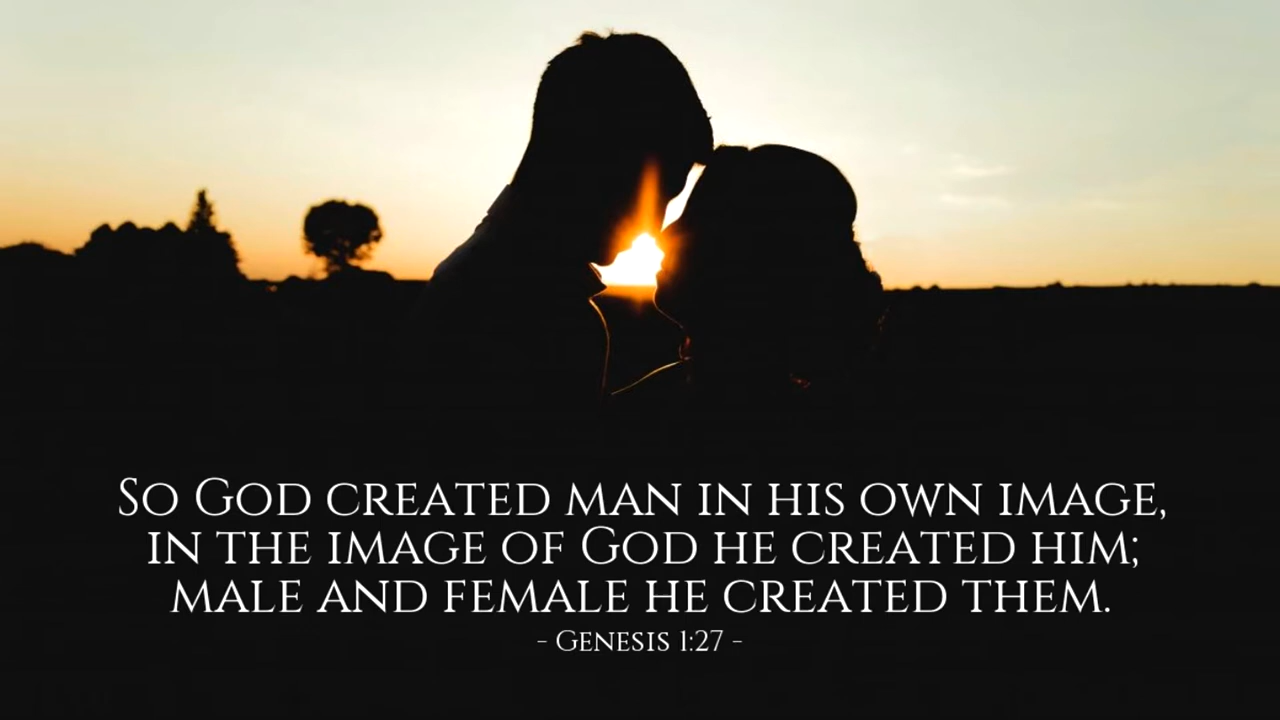 So God created man in his own image,
in the image of God he created him;
male and female he created them.
- Genesis 1:27 -